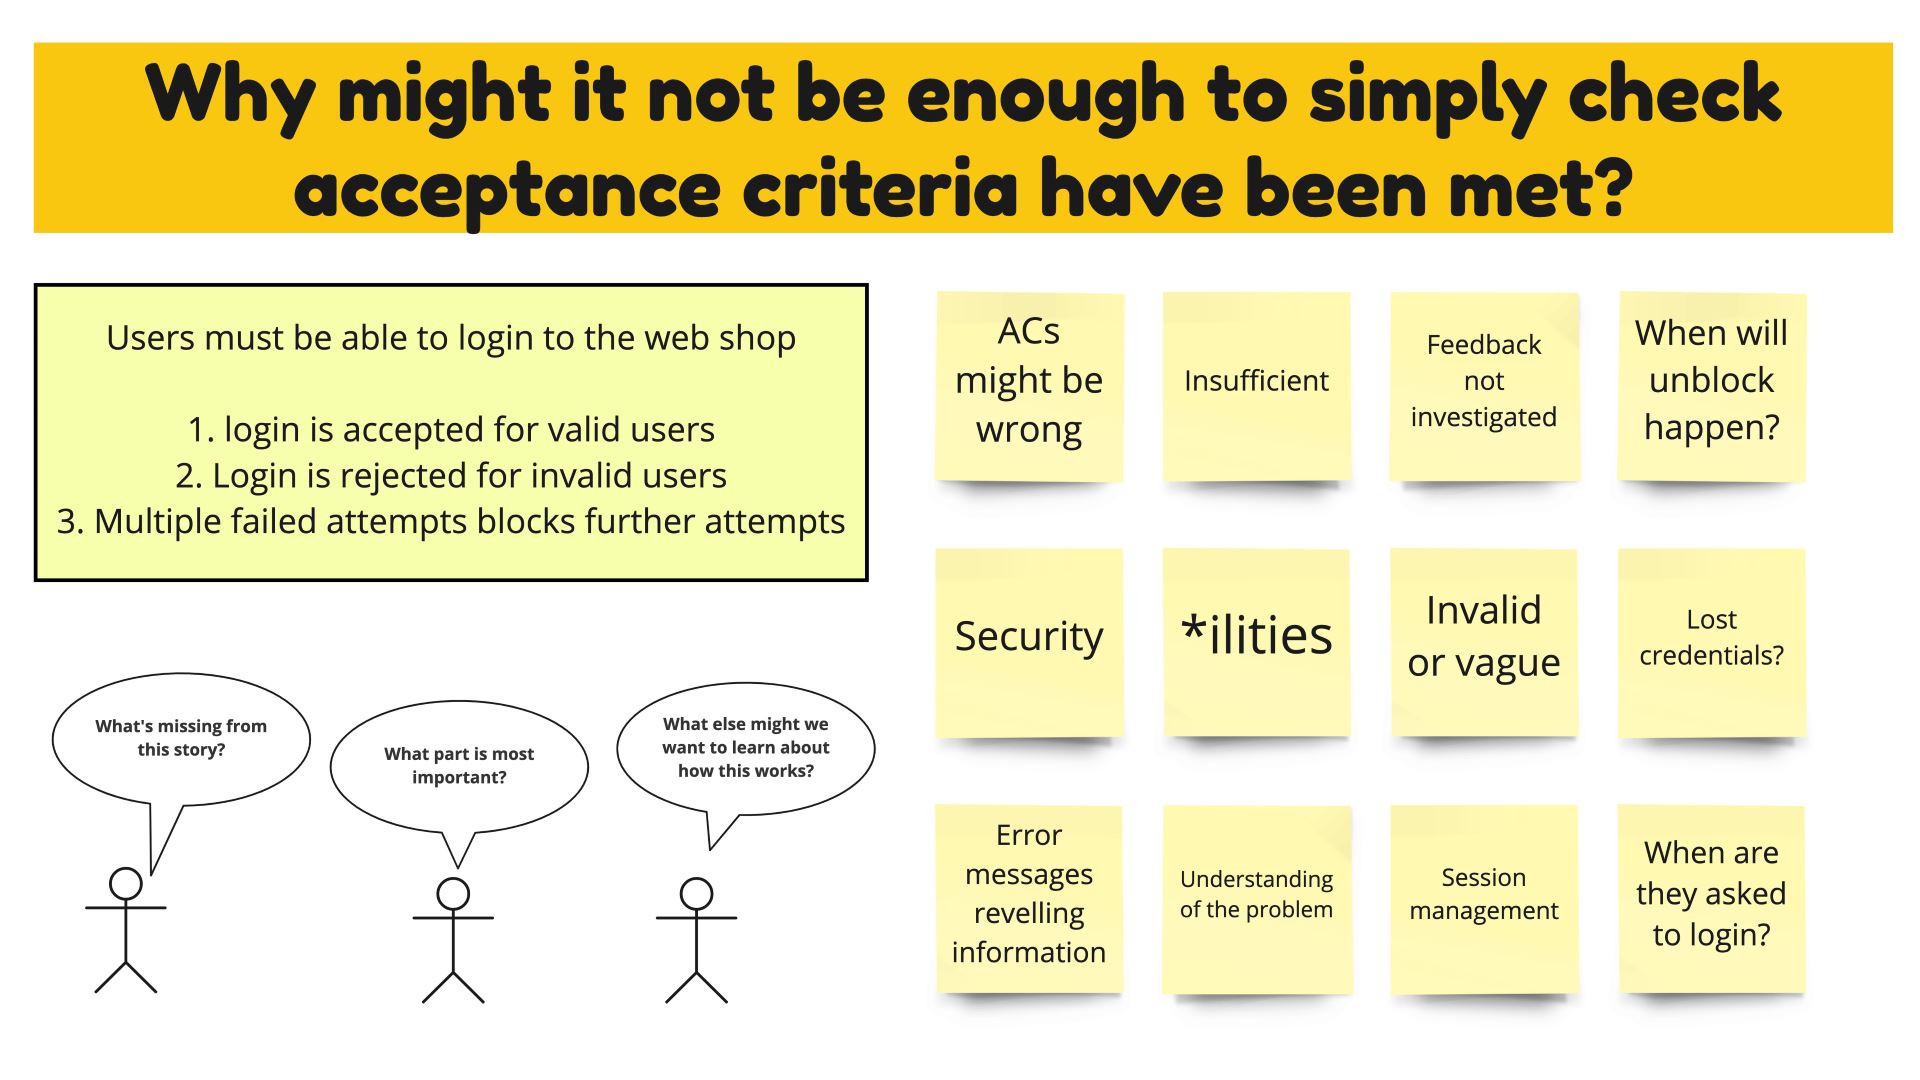 Why might it not be enough to simply check
acceptance criteria have been met?
Users must be able to login to the web shop
1. login is accepted for valid users
2. Login is rejected for invalid users
3. Multiple failed attempts blocks further attempts
What's missing from
this story?
What part is most
important?
What else might we
want to learn about
how this works?
ACs
might be
wrong
Insufficient
Feedback
not
investigated
When will
unblock
happen?
Security
*ilities
Invalid
or vague
Lost
credentials?
Error
messages
revelling
information
Understanding
of the problem
Session
management
When are
they asked
to login?